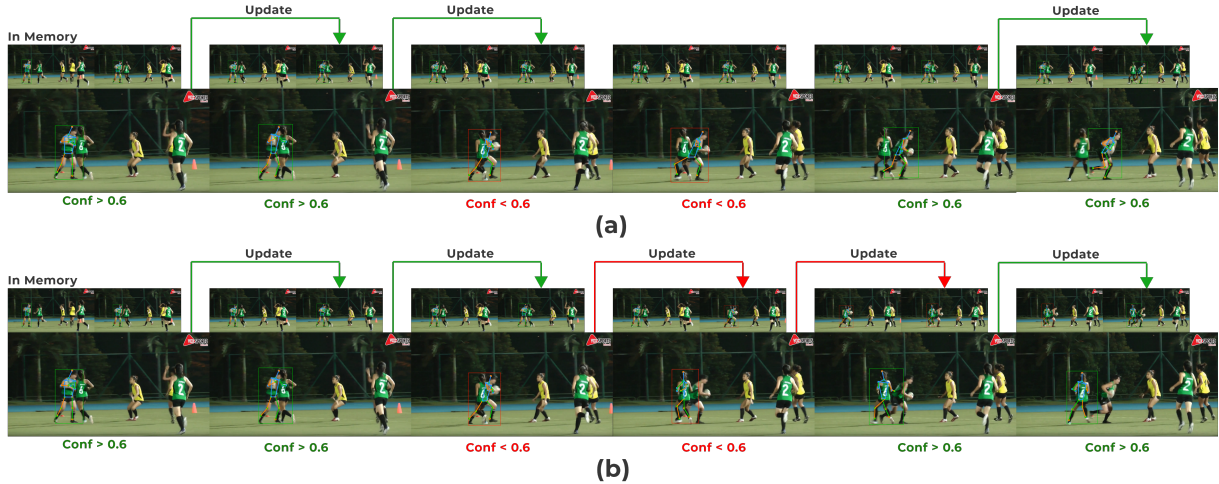 Update Update Update
In Memory
Conf > 0.6 Conf > 0.6 Conf < 0.6 Conf < 0.6 Conf > 0.6 Conf > 0.6
(a)
Update Update Update Update Update
In Memory
Conf > 0.6 Conf > 0.6 Conf < 0.6 Conf < 0.6 Conf > 0.6 Conf > 0.6
(b)